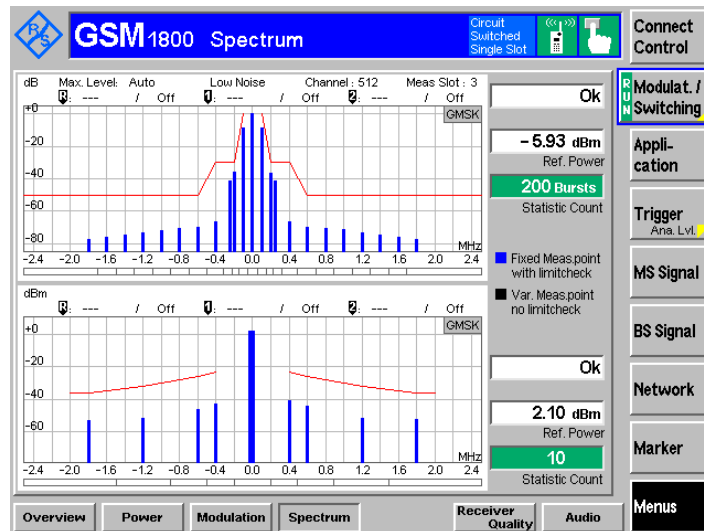 R&S
GSM 1800 Spectrum
Circuit Switched Single Slot
Connect Control
dB Max. Level: Auto Low Noise Channel : 512 Meas Slot : 3
R: --- / Off 1: --- / Off 2: --- / Off
GMSK
+0
-20
-40
-60
-80
MHz
-2.4 -2.0 -1.6 -1.2 -0.8 -0.4 0.0 0.4 0.8 1.2 1.6 2.0 2.4
Ok
-5.93 dBm
Ref. Power
200 Bursts
Statistic Count
Fixed Meas.point
with limitcheck
Var. Meas.point
no limitcheck
dBm
R: --- / Off 1: --- / Off 2: --- / Off
GMSK
+0
-20
-40
-60
MHz
-2.4 -2.0 -1.6 -1.2 -0.8 -0.4 0.0 0.4 0.8 1.2 1.6 2.0 2.4
Ok
2.10 dBm
Ref. Power
10
Statistic Count
RUN
Modulat. / Switching
Appli-
cation
Trigger
Ana. Lvl.
MS Signal
BS Signal
Network
Marker
Menus
Overview Power Modulation Spectrum Receiver Quality Audio